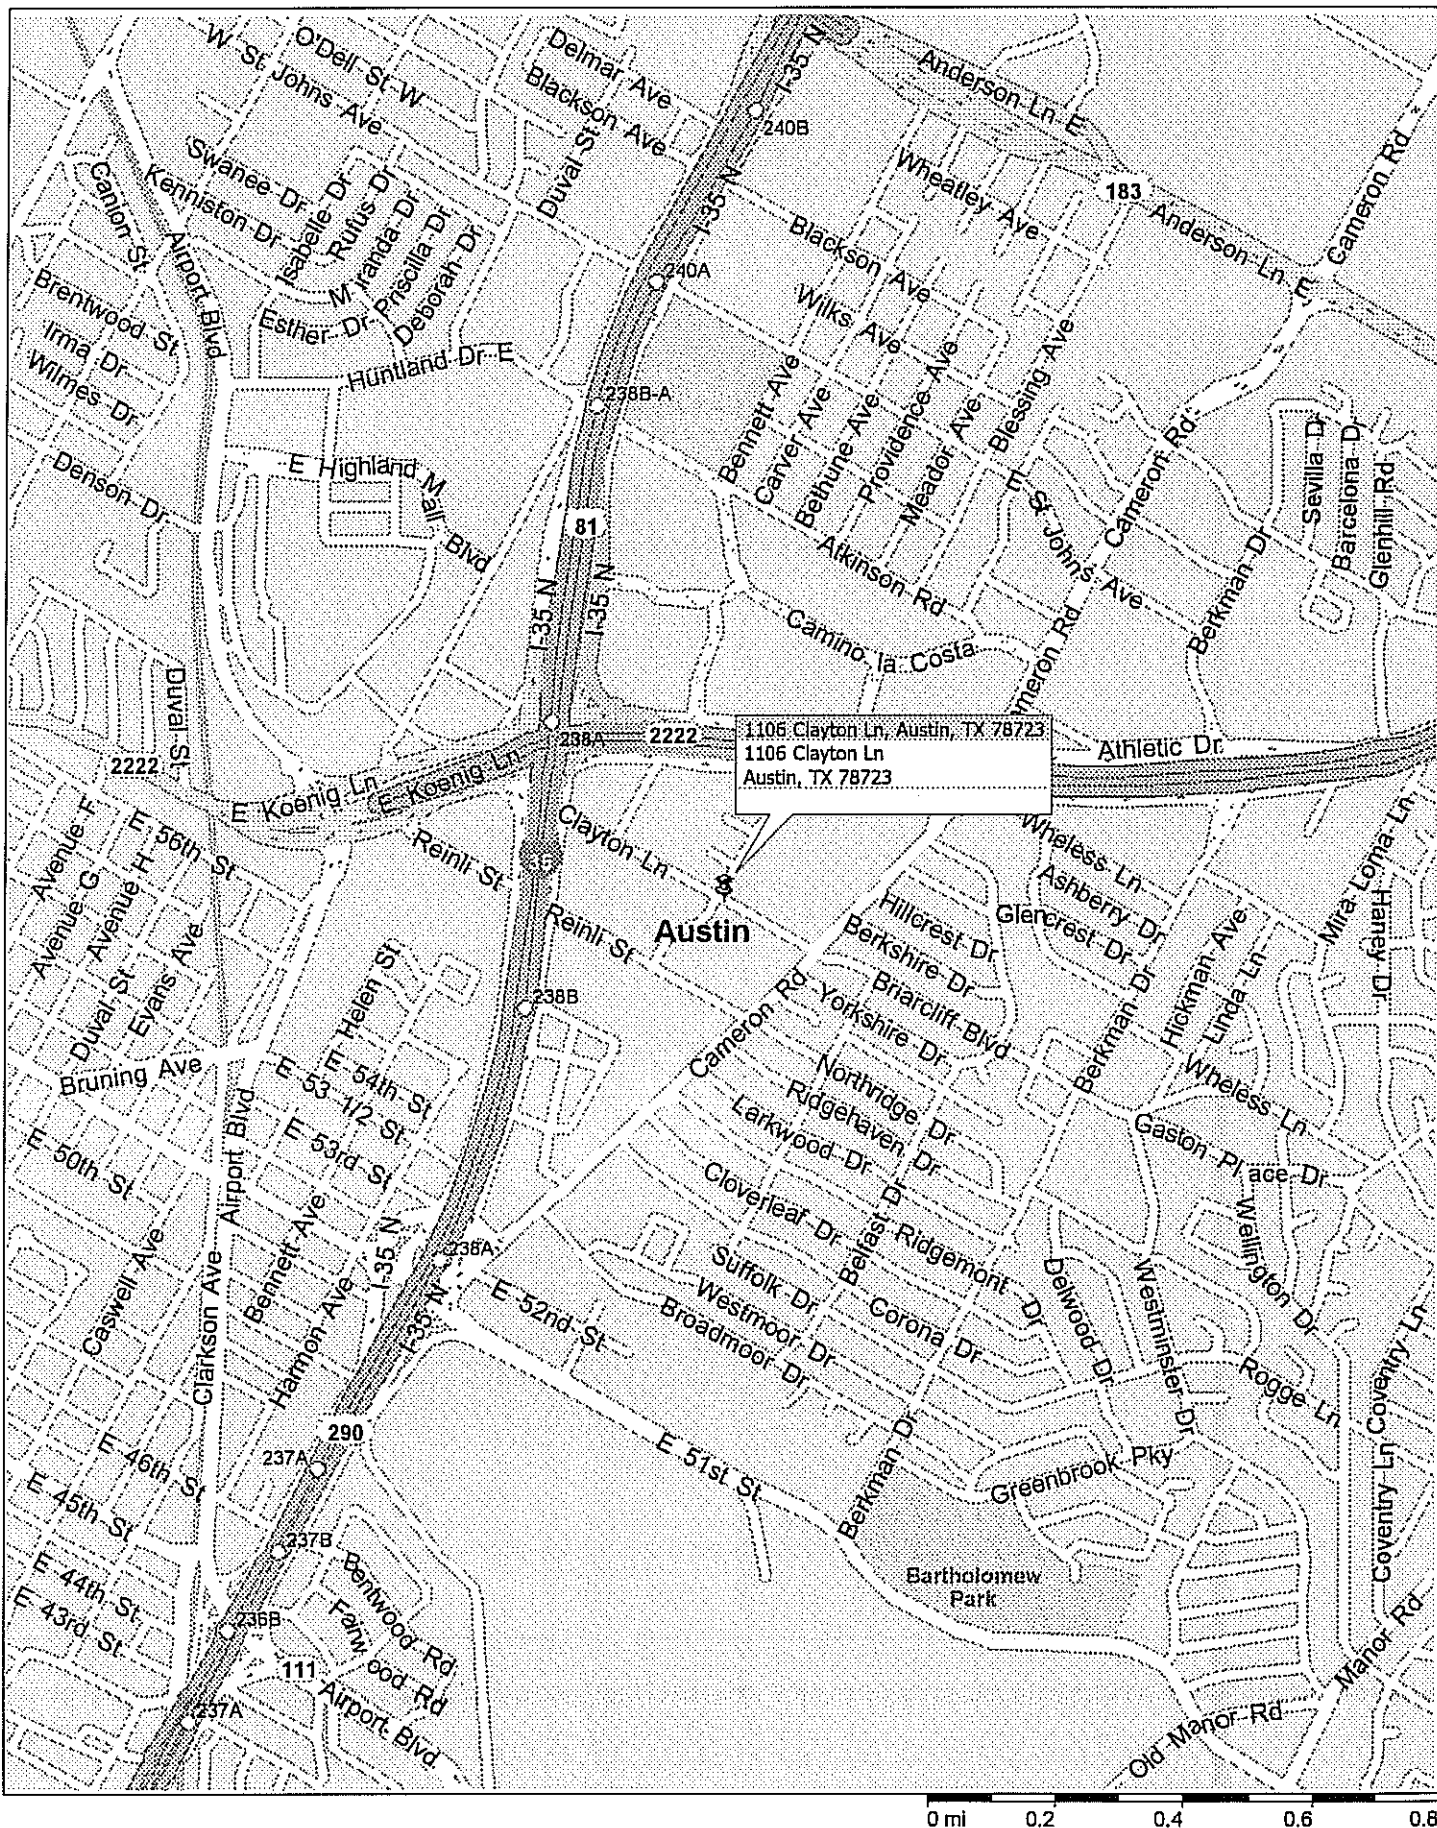 O'Dell St W
W St Johns Ave
Delmar Ave
Blackson Ave
I-35 N
240B
Anderson Ln E
Cameron Rd
Swanee Dr
Kenniston Dr
Canion St
Isabelle Dr
Rufus Dr
Miranda Dr
Priscilla Dr
Deborah Dr
Duval St
I-35 N
Wheatley Ave
183
Anderson Ln E
Airport Blvd
Blackson Ave
240A
Brentwood St
Irma Dr
Wilmes Dr
Esther Dr
Huntland Dr E
Wilks Ave
238B-A
Bennett Ave
Carver Ave
Bethune Ave
Providence Ave
Meador Ave
Blessing Ave
Cameron Rd
Sevilla Dr
Barcelona Dr
Glenhill Rd
Denson Dr
E Highland Mall Blvd
81
E St Johns Ave
Atkinson Rd
Berkman Dr
I-35 N
I-35 N
Camino la Costa
Cameron Rd
Duval St
2222
238A
2222
1106 Clayton Ln, Austin, TX 78723
1106 Clayton Ln
Austin, TX 78723
Athletic Dr
E Koenig Ln
E Koenig Ln
Avenue F
Avenue G
Avenue H
E 56th St
Reinli St
Clayton Ln
Wheless Ln
Ashberry Dr
Glencrest Dr
Mira Loma Ln
Haney Dr
Austin
Reinli St
Hillcrest Dr
Berkshire Dr
Briarcliff Blvd
Yorkshire Dr
Hickman Ave
Linda Ln
Duval St
Evans Ave
Helen St
238B
Cameron Rd
Berkman Dr
Wheless Ln
Bruning Ave
E 54th St
E 53 1/2 St
E 53rd St
Northridge Dr
Ridgehaven Dr
Larkwood Dr
Gaston Place Dr
E 50th St
Airport Blvd
Cloverleaf Dr
Belfast Dr
Ridgemont Dr
Wellington Dr
Caswell Ave
Clarkson Ave
Bennett Ave
Harmon Ave
I-35 N
238A
I-35 N
E 52nd St
Suffolk Dr
Westmoor Dr
Broadmoor Dr
Corona Dr
Delwood Dr
Westminster Dr
Rogge Ln
Coventry Ln
290
237A
E 51st St
Berkman Dr
Greenbrook Pky
Coventry Ln
E 46th St
E 45th St
E 44th St
E 43rd St
237B
Bentwood Rd
Farwood Rd
Bartholomew
Park
236B
111
Airport Blvd
237A
Manor Rd
Old Manor Rd
0 mi 0.2 0.4 0.6 0.8